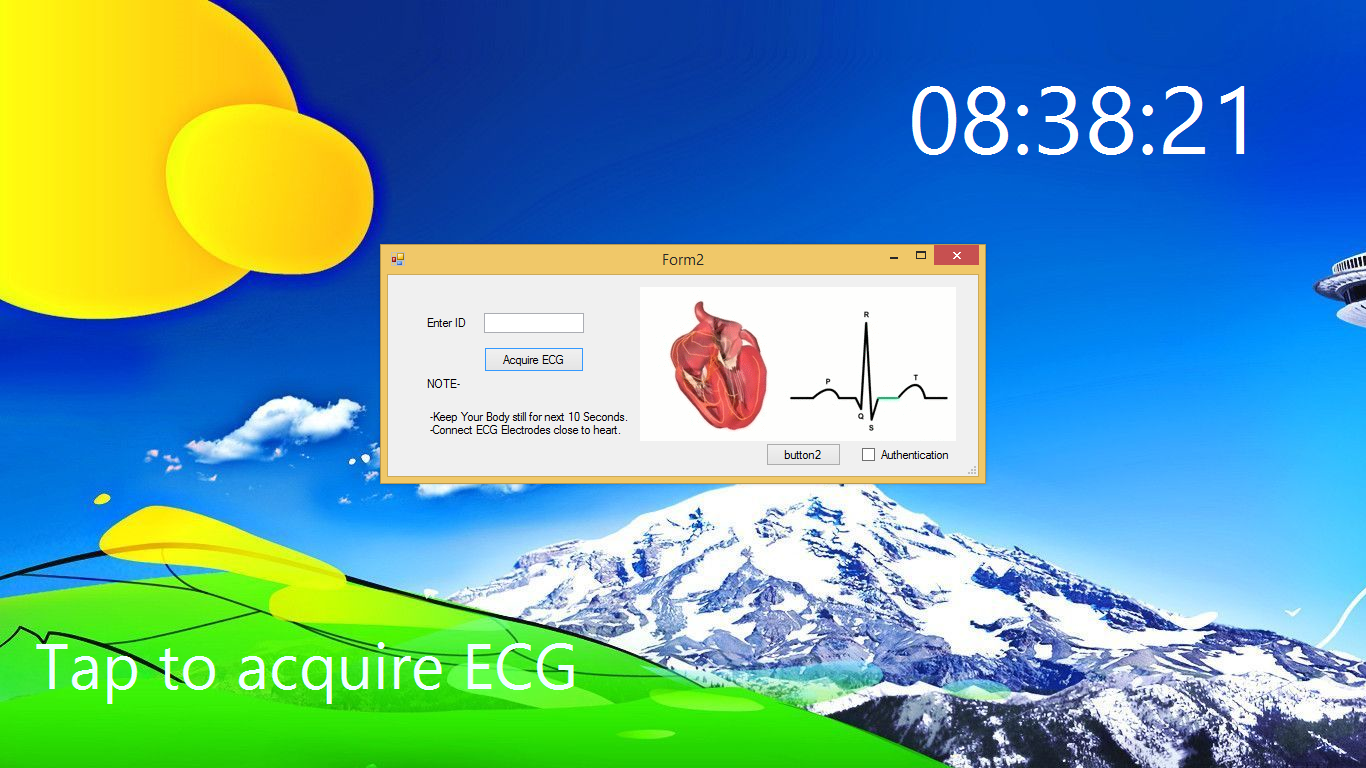 08:38:21
Form2
Enter ID
Acquire ECG
NOTE-
-Keep Your Body still for next 10 Seconds.
-Connect ECG Electrodes close to heart.
R
P
T
Q
S
button2
Authentication
Tap to acquire ECG